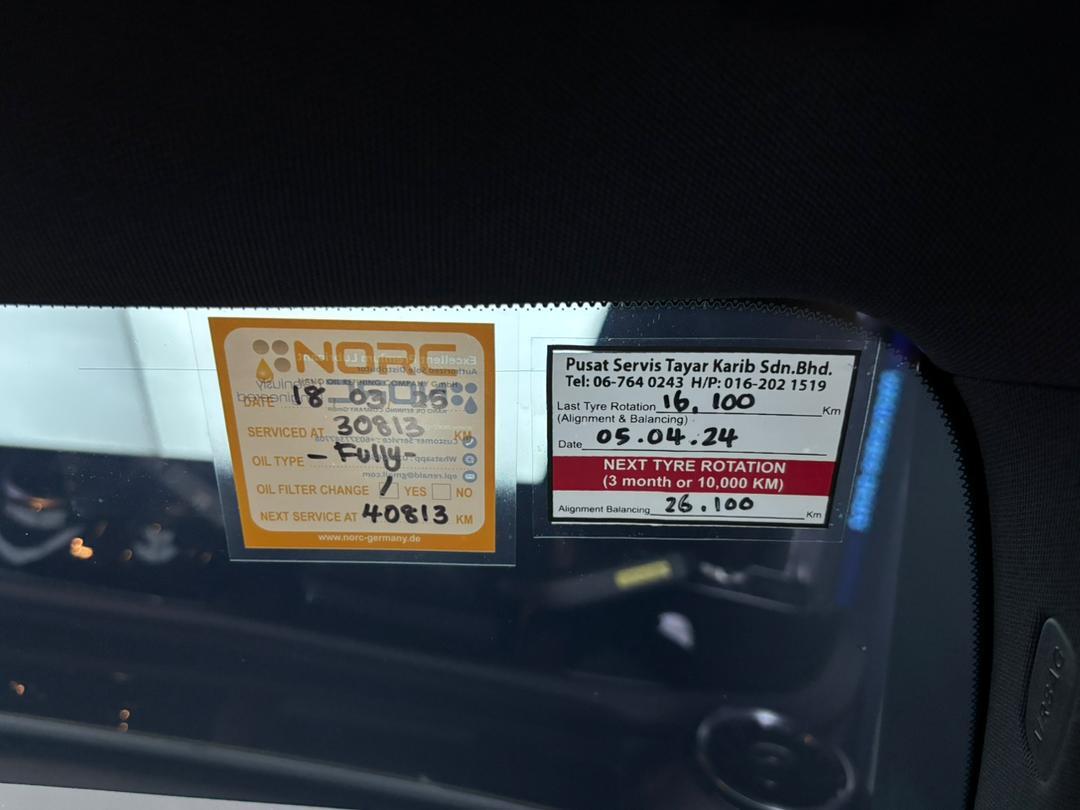 NORC
DATE 18.03.
SERVICED AT 30813 KM
OIL TYPE - Fully-
OIL FILTER CHANGE / YES NO
NEXT SERVICE AT 40813 KM
www.norc-germany.de
Pusat Servis Tayar Karib Sdn.Bhd.
Tel: 06-764 0243 H/P: 016-202 1519
Last Tyre Rotation 16.100 Km
(Alignment & Balancing)
Date 05.04.24
NEXT TYRE ROTATION
(3 month or 10,000 KM)
Alignment Balancing 26.100 Km